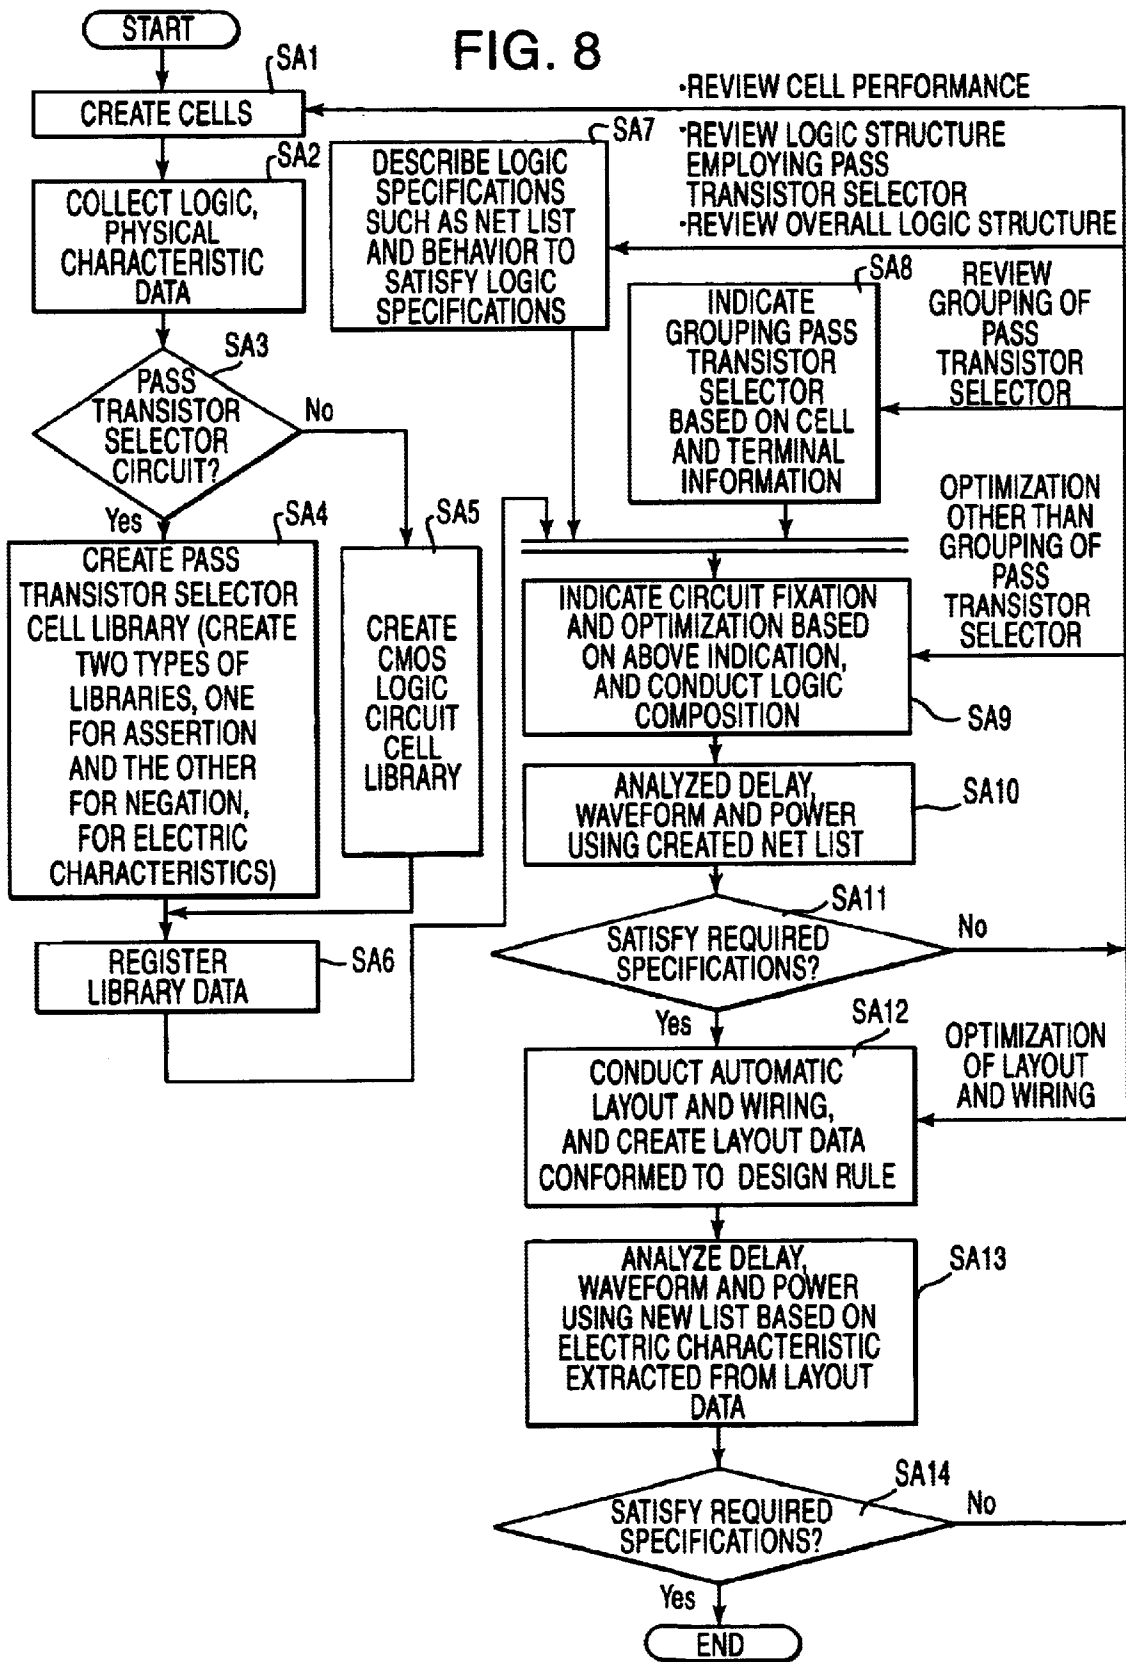 START
FIG. 8
SA1
CREATE CELLS
SA2
COLLECT LOGIC,
PHYSICAL
CHARACTERISTIC
DATA
SA3
PASS
TRANSISTOR
SELECTOR
CIRCUIT?
No
Yes
SA4
CREATE PASS
TRANSISTOR SELECTOR
CELL LIBRARY (CREATE
TWO TYPES OF
LIBRARIES, ONE
FOR ASSERTION
AND THE OTHER
FOR NEGATION,
FOR ELECTRIC
CHARACTERISTICS)
SA5
CREATE
CMOS
LOGIC
CIRCUIT
CELL
LIBRARY
REGISTER
LIBRARY DATA
SA6
SA7
DESCRIBE LOGIC
SPECIFICATIONS
SUCH AS NET LIST
AND BEHAVIOR TO
SATISFY LOGIC
SPECIFICATIONS
·REVIEW CELL PERFORMANCE
·REVIEW LOGIC STRUCTURE
EMPLOYING PASS
TRANSISTOR SELECTOR
·REVIEW OVERALL LOGIC STRUCTURE
SA8
INDICATE
GROUPING PASS
TRANSISTOR
SELECTOR
BASED ON CELL
AND TERMINAL
INFORMATION
REVIEW
GROUPING OF
PASS
TRANSISTOR
SELECTOR
OPTIMIZATION
OTHER THAN
GROUPING OF
PASS
TRANSISTOR
SELECTOR
INDICATE CIRCUIT FIXATION
AND OPTIMIZATION BASED
ON ABOVE INDICATION,
AND CONDUCT LOGIC
COMPOSITION
SA9
ANALYZED DELAY,
WAVEFORM AND POWER
USING CREATED NET LIST
SA10
SA11
SATISFY REQUIRED
SPECIFICATIONS?
No
Yes
SA12
CONDUCT AUTOMATIC
LAYOUT AND WIRING,
AND CREATE LAYOUT DATA
CONFORMED TO DESIGN RULE
OPTIMIZATION
OF LAYOUT
AND WIRING
ANALYZE DELAY,
WAVEFORM AND POWER
USING NEW LIST BASED ON
ELECTRIC CHARACTERISTIC
EXTRACTED FROM LAYOUT
DATA
SA13
SA14
SATISFY REQUIRED
SPECIFICATIONS?
No
Yes
END